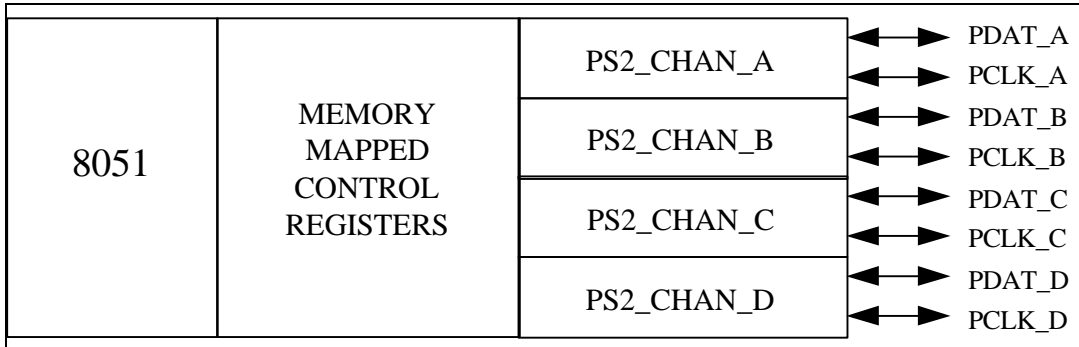 8051
MEMORY
MAPPED
CONTROL
REGISTERS
PS2_CHAN_A
PS2_CHAN_B
PS2_CHAN_C
PS2_CHAN_D
PDAT_A
PCLK_A
PDAT_B
PCLK_B
PDAT_C
PCLK_C
PDAT_D
PCLK_D